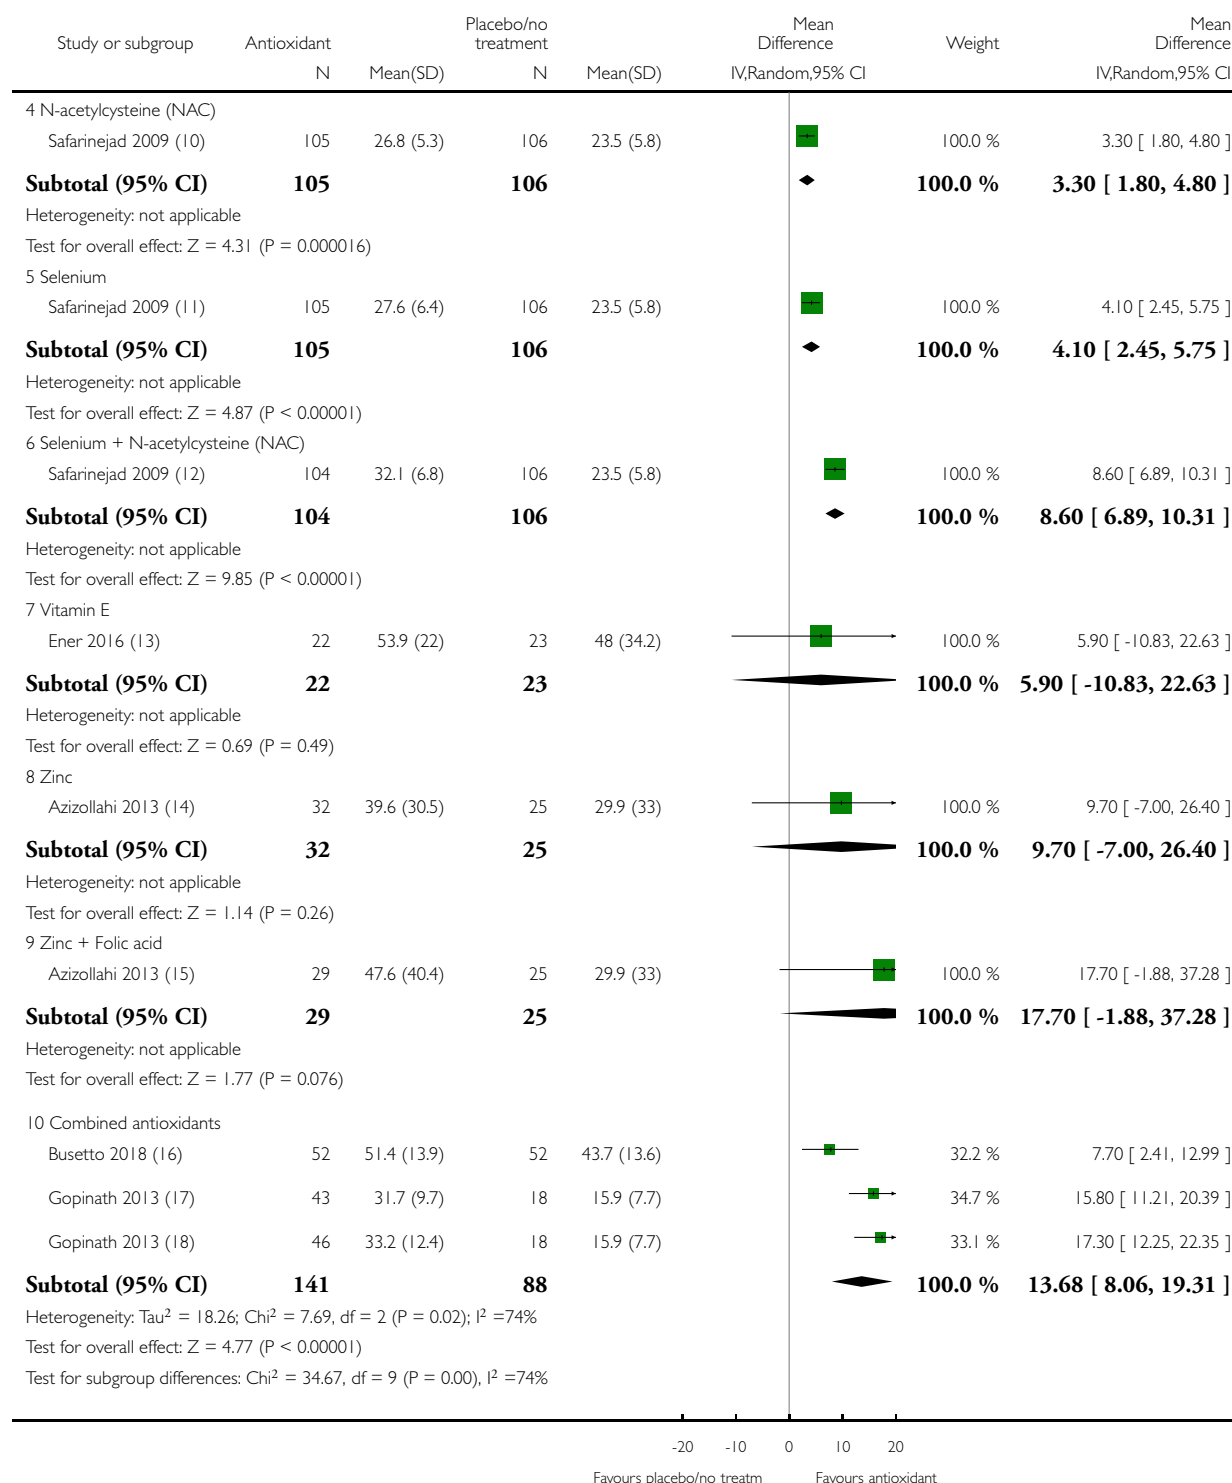 Study or subgroup Antioxidant Placebo/no treatment Mean Difference Weight Mean Difference
N Mean(SD) N Mean(SD) IV,Random,95% CI IV,Random,95% CI
4 N-acetylcysteine (NAC)
Safarinejad 2009 (10) 105 26.8 (5.3) 106 23.5 (5.8) 100.0 % 3.30 [ 1.80, 4.80 ]
Subtotal (95% CI) 105 106 100.0 % 3.30 [ 1.80, 4.80 ]
Heterogeneity: not applicable
Test for overall effect: Z = 4.31 (P = 0.000016)
5 Selenium
Safarinejad 2009 (11) 105 27.6 (6.4) 106 23.5 (5.8) 100.0 % 4.10 [ 2.45, 5.75 ]
Subtotal (95% CI) 105 106 100.0 % 4.10 [ 2.45, 5.75 ]
Heterogeneity: not applicable
Test for overall effect: Z = 4.87 (P < 0.00001)
6 Selenium + N-acetylcysteine (NAC)
Safarinejad 2009 (12) 104 32.1 (6.8) 106 23.5 (5.8) 100.0 % 8.60 [ 6.89, 10.31 ]
Subtotal (95% CI) 104 106 100.0 % 8.60 [ 6.89, 10.31 ]
Heterogeneity: not applicable
Test for overall effect: Z = 9.85 (P < 0.00001)
7 Vitamin E
Ener 2016 (13) 22 53.9 (22) 23 48 (34.2) 100.0 % 5.90 [ -10.83, 22.63 ]
Subtotal (95% CI) 22 23 100.0 % 5.90 [ -10.83, 22.63 ]
Heterogeneity: not applicable
Test for overall effect: Z = 0.69 (P = 0.49)
8 Zinc
Azizollahi 2013 (14) 32 39.6 (30.5) 25 29.9 (33) 100.0 % 9.70 [ -7.00, 26.40 ]
Subtotal (95% CI) 32 25 100.0 % 9.70 [ -7.00, 26.40 ]
Heterogeneity: not applicable
Test for overall effect: Z = 1.14 (P = 0.26)
9 Zinc + Folic acid
Azizollahi 2013 (15) 29 47.6 (40.4) 25 29.9 (33) 100.0 % 17.70 [ -1.88, 37.28 ]
Subtotal (95% CI) 29 25 100.0 % 17.70 [ -1.88, 37.28 ]
Heterogeneity: not applicable
Test for overall effect: Z = 1.77 (P = 0.076)
10 Combined antioxidants
Busetto 2018 (16) 52 51.4 (13.9) 52 43.7 (13.6) 32.2 % 7.70 [ 2.41, 12.99 ]
Gopinath 2013 (17) 43 31.7 (9.7) 18 15.9 (7.7) 34.7 % 15.80 [ 11.21, 20.39 ]
Gopinath 2013 (18) 46 33.2 (12.4) 18 15.9 (7.7) 33.1 % 17.30 [ 12.25, 22.35 ]
Subtotal (95% CI) 141 88 100.0 % 13.68 [ 8.06, 19.31 ]
Heterogeneity: Tau² = 18.26; Chi² = 7.69, df = 2 (P = 0.02); I² =74%
Test for overall effect: Z = 4.77 (P < 0.00001)
Test for subgroup differences: Chi² = 34.67, df = 9 (P = 0.00), I² =74%
-20 -10 0 10 20
Favours placebo/no treatm Favours antioxidant